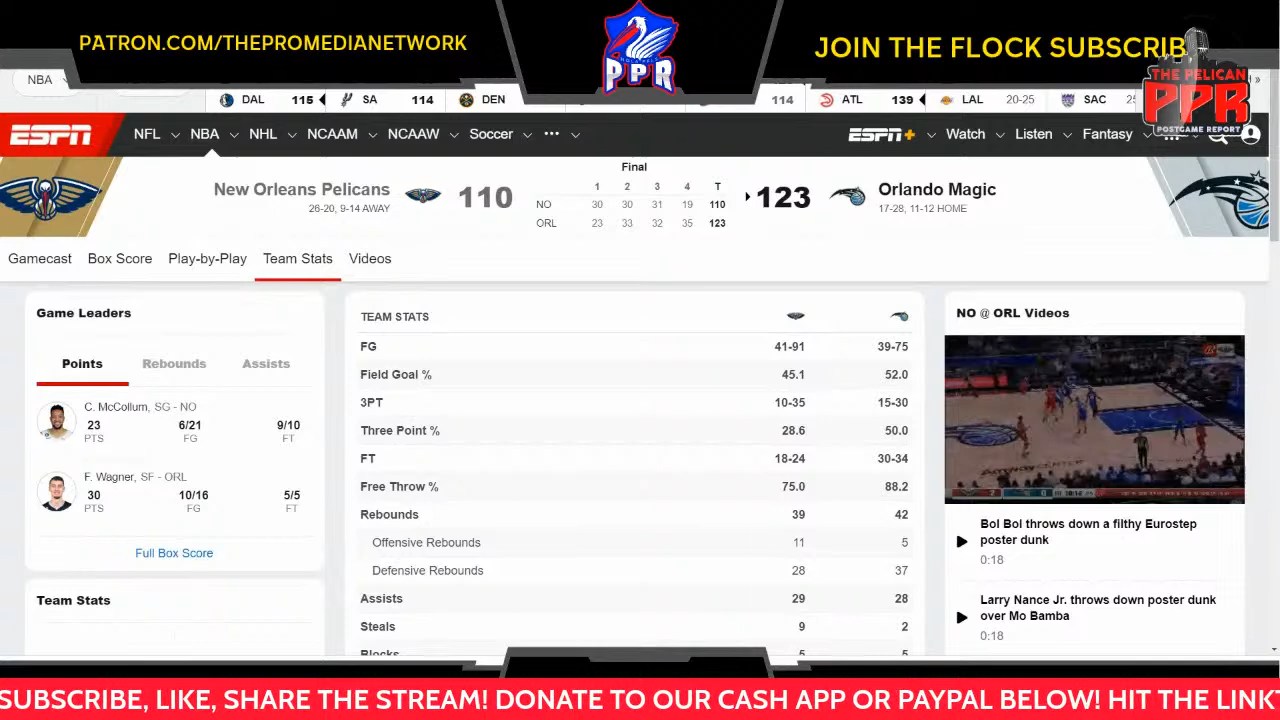 PATRON.COM/THEPROMEDIANETWORK
PPR
JOIN THE FLOCK SUBSCRIB
THE PELICAN
PPR
POSTGAME REPORT
NBA
DAL 115 SA 114 DEN 114 ATL 139 LAL 20-25 SAC
ESPN NFL NBA NHL NCAAM NCAAW Soccer ••• ESPN+ Watch Listen Fantasy
Final
New Orleans Pelicans 110
26-20, 9-14 AWAY
1 2 3 4 T
NO 30 30 31 19 110
ORL 23 33 32 35 123
123 Orlando Magic
17-28, 11-12 HOME
Gamecast Box Score Play-by-Play Team Stats Videos
Game Leaders
Points Rebounds Assists
C. McCollum, SG - NO
23 6/21 9/10
PTS FG FT
F. Wagner, SF - ORL
30 10/16 5/5
PTS FG FT
Full Box Score
Team Stats
TEAM STATS
FG 41-91 39-75
Field Goal % 45.1 52.0
3PT 10-35 15-30
Three Point % 28.6 50.0
FT 18-24 30-34
Free Throw % 75.0 88.2
Rebounds 39 42
Offensive Rebounds 11 5
Defensive Rebounds 28 37
Assists 29 28
Steals 9 2
Blocks 5 5
NO @ ORL Videos
Bol Bol throws down a filthy Eurostep
poster dunk
0:18
Larry Nance Jr. throws down poster dunk
over Mo Bamba
0:18
SUBSCRIBE, LIKE, SHARE THE STREAM! DONATE TO OUR CASH APP OR PAYPAL BELOW! HIT THE LINK